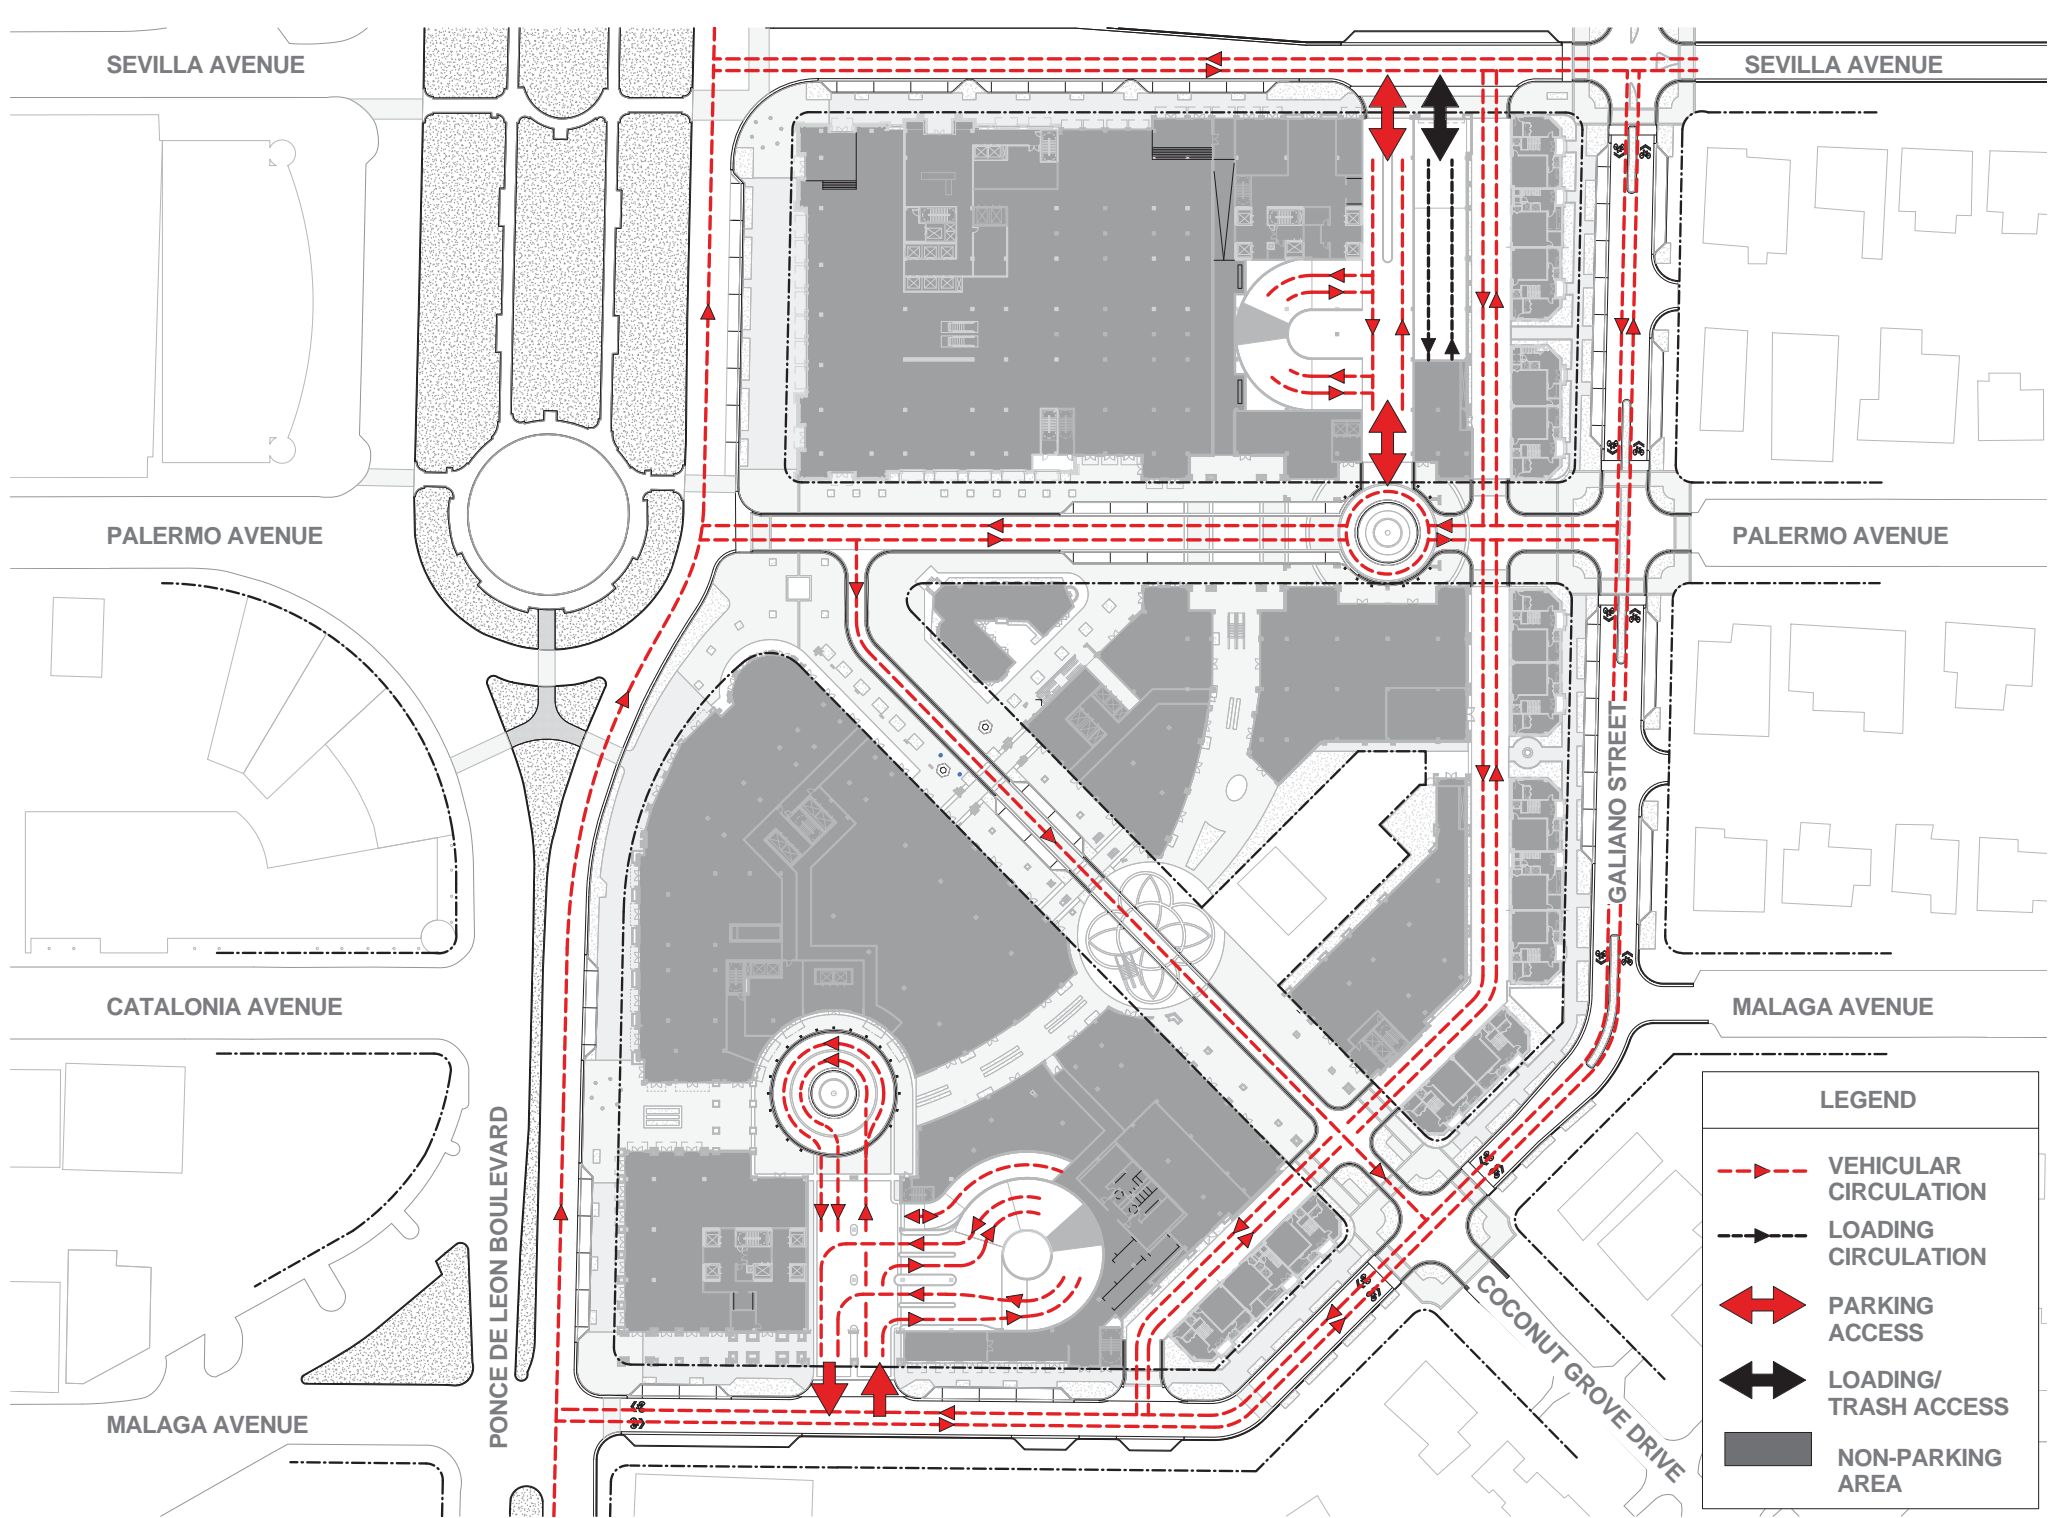 SEVILLA AVENUE
SEVILLA AVENUE
PALERMO AVENUE
PALERMO AVENUE
GALIANO STREET
CATALONIA AVENUE
MALAGA AVENUE
PONCE DE LEON BOULEVARD
COCONUT GROVE DRIVE
MALAGA AVENUE
LEGEND
VEHICULAR
CIRCULATION
LOADING
CIRCULATION
PARKING
ACCESS
LOADING/
TRASH ACCESS
NON-PARKING
AREA